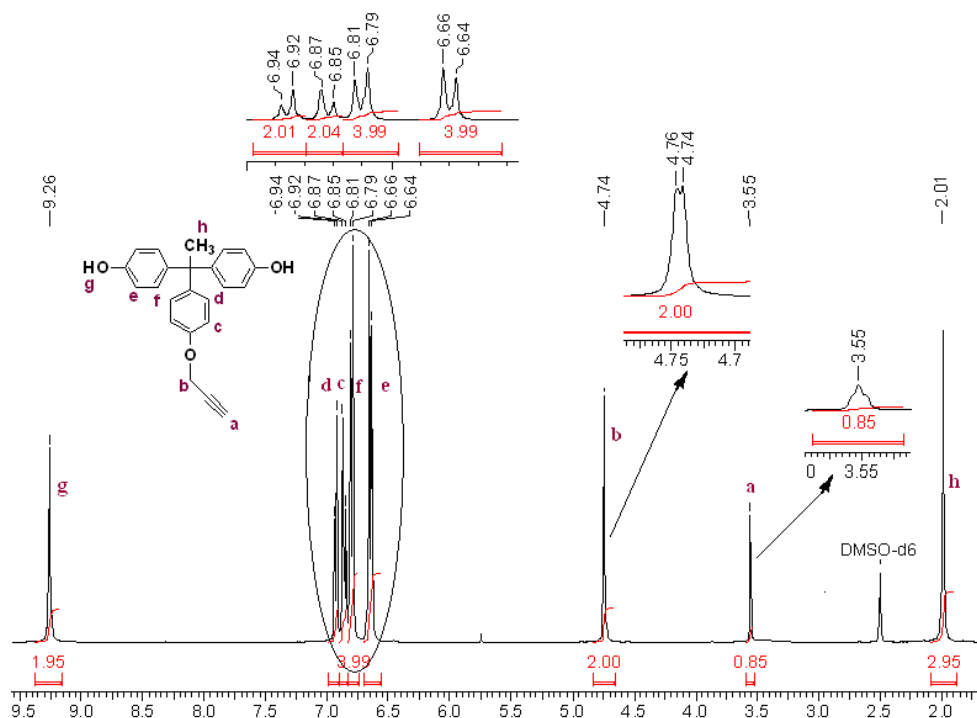 6.94
6.92
6.87
6.85
6.81
6.79
6.66
6.64
2.01
2.04
3.99
3.99
9.26
6.94
6.92
6.87
6.85
6.81
6.79
6.66
6.64
4.74
4.76
4.74
3.55
2.01
h
CH3
HO
OH
g
e
f
d
c
O
b
a
2.00
4.75
4.7
3.55
0.85
0
3.55
d c f e
g
b
a
h
DMSO-d6
1.95
3.99
2.00
0.85
2.95
9.5 9.0 8.5 8.0 7.5 7.0 6.5 6.0 5.5 5.0 4.5 4.0 3.5 3.0 2.5 2.0